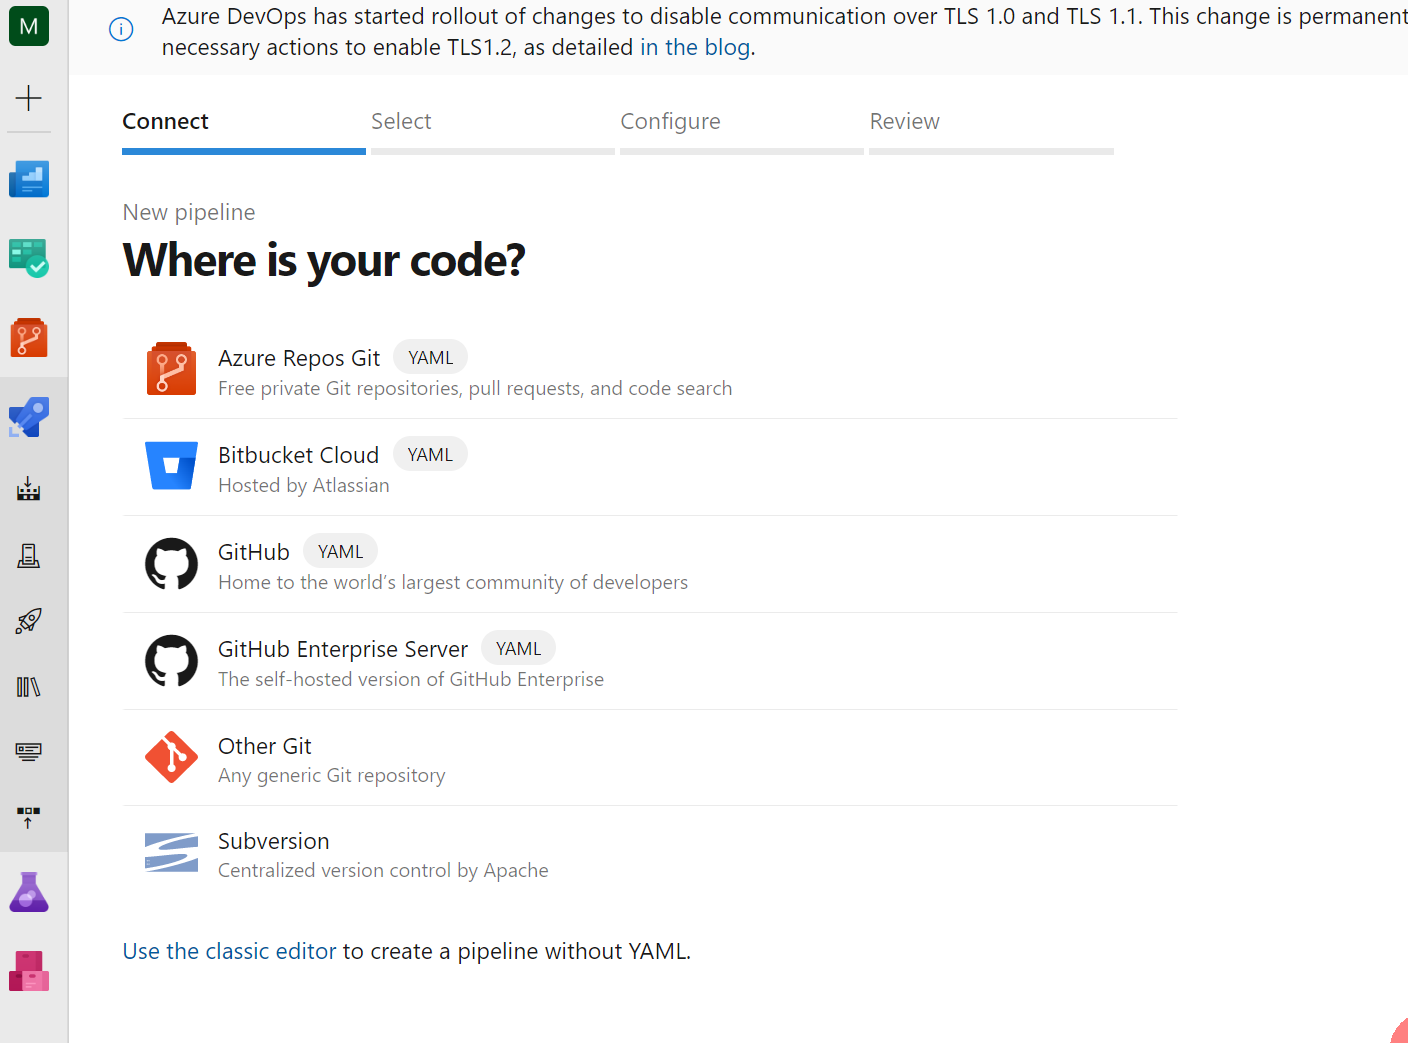 M
Azure DevOps has started rollout of changes to disable communication over TLS 1.0 and TLS 1.1. This change is permanent
necessary actions to enable TLS1.2, as detailed in the blog.
Connect Select Configure Review
New pipeline
Where is your code?
Azure Repos Git YAML
Free private Git repositories, pull requests, and code search
Bitbucket Cloud YAML
Hosted by Atlassian
GitHub YAML
Home to the world's largest community of developers
GitHub Enterprise Server YAML
The self-hosted version of GitHub Enterprise
Other Git
Any generic Git repository
Subversion
Centralized version control by Apache
Use the classic editor to create a pipeline without YAML.